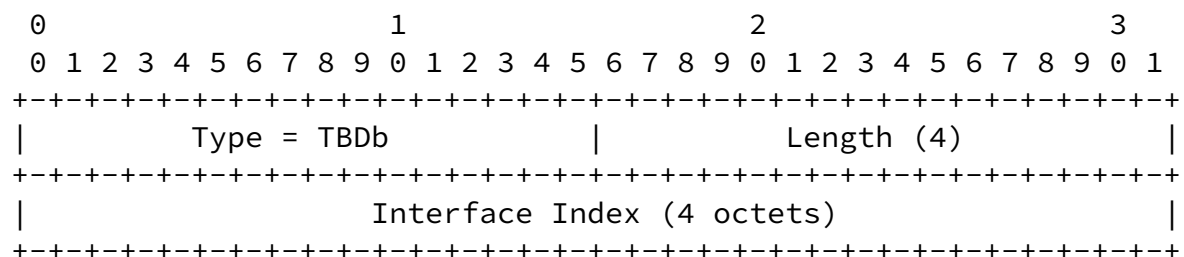 0                   1                   2                   3
 0 1 2 3 4 5 6 7 8 9 0 1 2 3 4 5 6 7 8 9 0 1 2 3 4 5 6 7 8 9 0 1
+-+-+-+-+-+-+-+-+-+-+-+-+-+-+-+-+-+-+-+-+-+-+-+-+-+-+-+-+-+-+-+-+
|         Type = TBDb           |          Length (4)           |
+-+-+-+-+-+-+-+-+-+-+-+-+-+-+-+-+-+-+-+-+-+-+-+-+-+-+-+-+-+-+-+-+
|                   Interface Index (4 octets)                  |
+-+-+-+-+-+-+-+-+-+-+-+-+-+-+-+-+-+-+-+-+-+-+-+-+-+-+-+-+-+-+-+-+